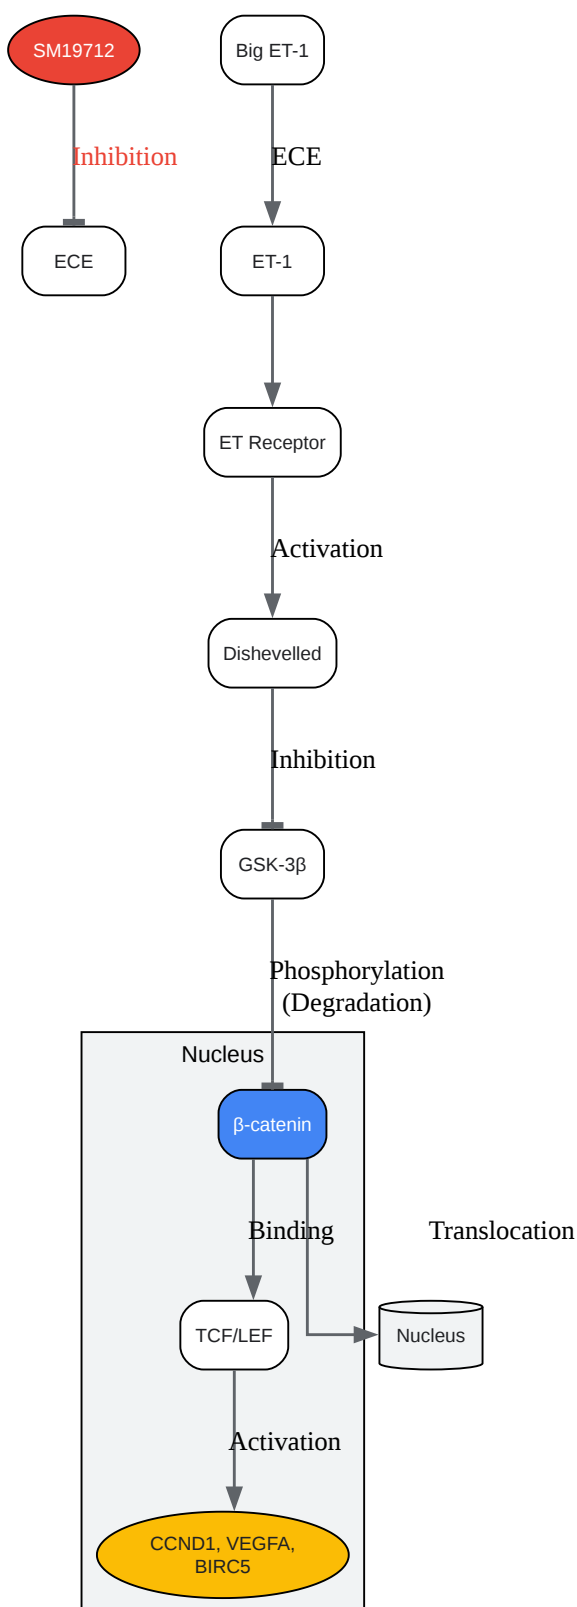 SM19712
Big ET-1
Inhibition
ECE
ECE
ET-1
ET Receptor
Activation
Dishevelled
Inhibition
GSK-3β
Phosphorylation
(Degradation)
Nucleus
β-catenin
Binding
Translocation
TCF/LEF
Nucleus
Activation
CCND1, VEGFA,
BIRC5